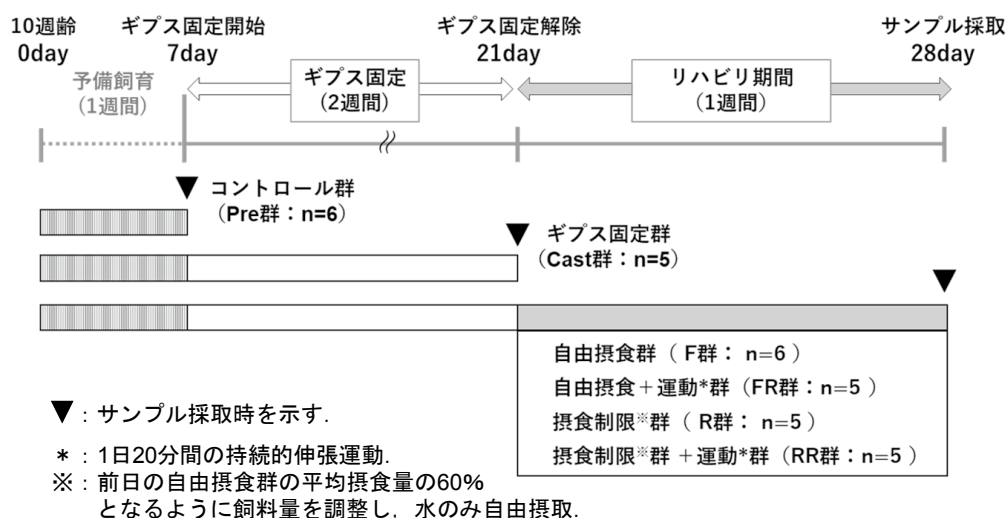 10週齢 ギプス固定開始 ギプス固定解除 サンプル採取
0day 7day 21day 28day
予備飼育
(1週間)
ギプス固定
(2週間)
リハビリ期間
(1週間)
コントロール群
(Pre群:n=6)
ギプス固定群
(Cast群:n=5)
自由摂食群( F群: n=6 )
自由摂食+運動*群(FR群:n=5 )
摂食制限※群( R群: n=5 )
摂食制限※群 +運動*群(RR群:n=5 )
▼:サンプル採取時を示す.
*:1日20分間の持続的伸張運動.
※:前日の自由摂食群の平均摂食量の60%
となるように飼料量を調整し,水のみ自由摂取.